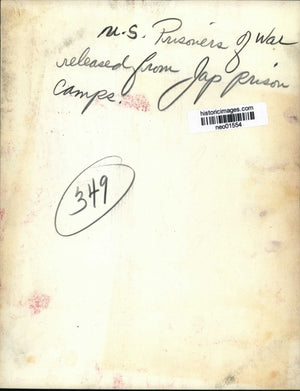 U.S. Prisoners of War
released from Jap prison
camps.
historicimages.com
neo01554
349